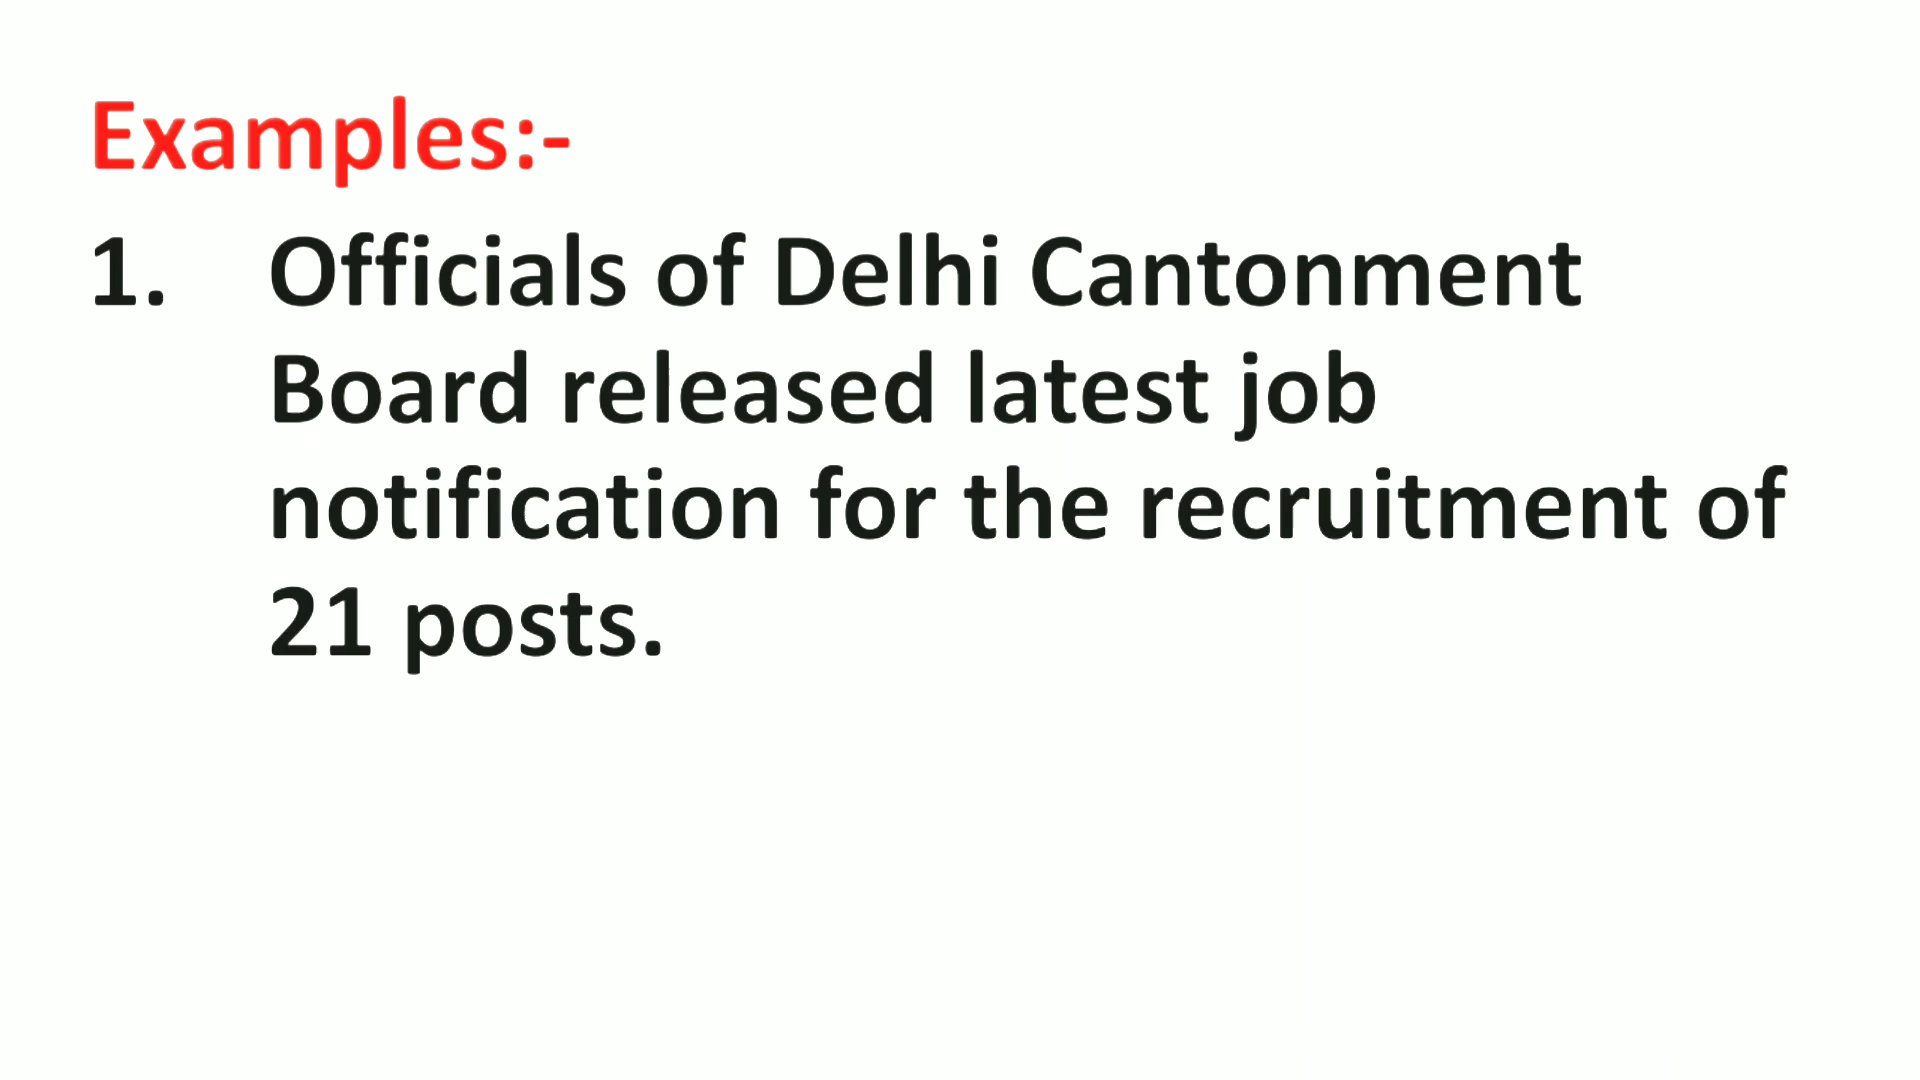 Examples:-
1. Officials of Delhi Cantonment
Board released latest job
notification for the recruitment of
21 posts.